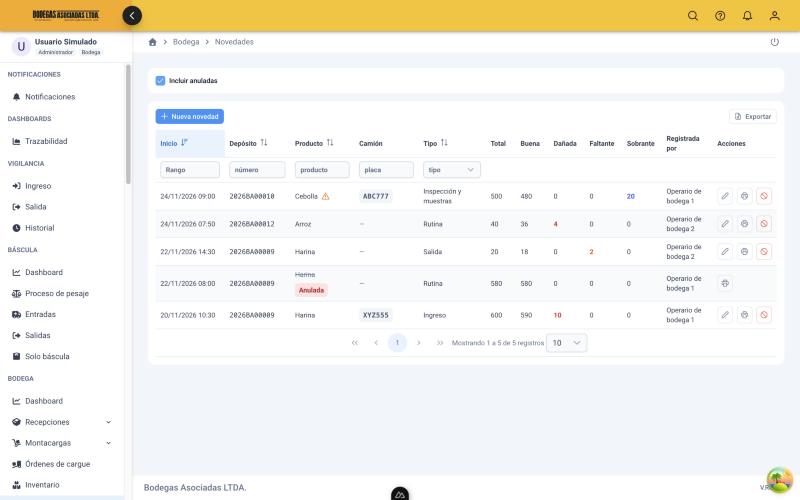 BODEGAS ASOCIADAS LTDA.
U
Usuario Simulado
Administrador Bodega
NOTIFICACIONES
Notificaciones
DASHBOARDS
Trazabilidad
VIGILANCIA
Ingreso
Salida
Historial
BÁSCULA
Dashboard
Proceso de pesaje
Entradas
Salidas
Solo báscula
BODEGA
Dashboard
Recepciones
Montacargas
Órdenes de cargue
Inventario
Bodega Novedades
Incluir anuladas
Nueva novedad
Exportar
Inicio Depósito Producto Camión Tipo Total Buena Dañada Faltante Sobrante Registrada por Acciones
Rango número producto placa tipo
24/11/2026 09:00 2026BA00010 Cebolla ABC777 Inspección y muestras 500 480 0 0 20 Operario de bodega 1
24/11/2026 07:50 2026BA00012 Arroz – Rutina 40 36 4 0 0 Operario de bodega 2
22/11/2026 14:30 2026BA00009 Harina – Salida 20 18 0 2 0 Operario de bodega 2
22/11/2026 08:00 2026BA00009 Harina Anulada – Rutina 580 580 0 0 0 Operario de bodega 1
20/11/2026 10:30 2026BA00009 Harina XYZ555 Ingreso 600 590 10 0 0 Operario de bodega 1
1
Mostrando 1 a 5 de 5 registros
10
Bodegas Asociadas LTDA.